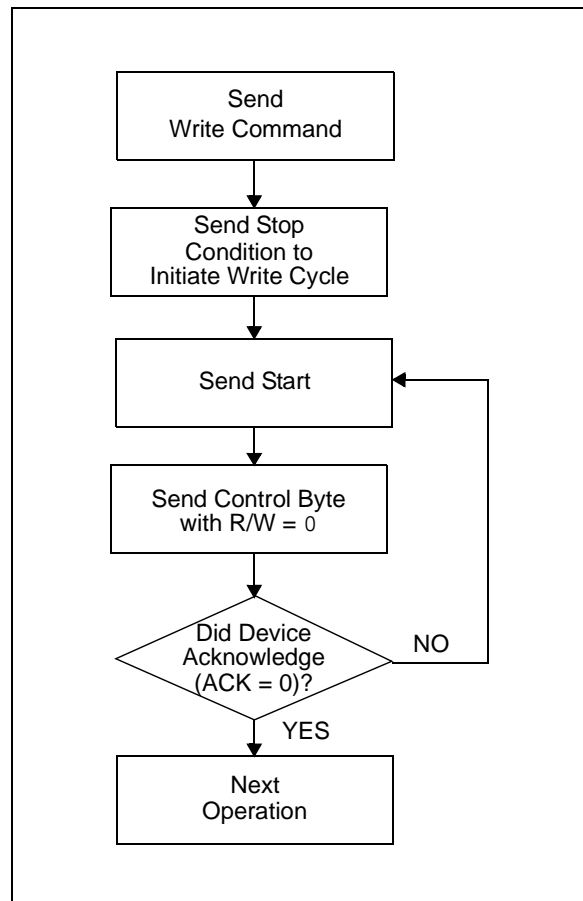 Send
Write Command
Send Stop
Condition to
Initiate Write Cycle
Send Start
Send Control Byte
with R/W = 0
Did Device
Acknowledge
(ACK = 0)?
NO
YES
Next
Operation